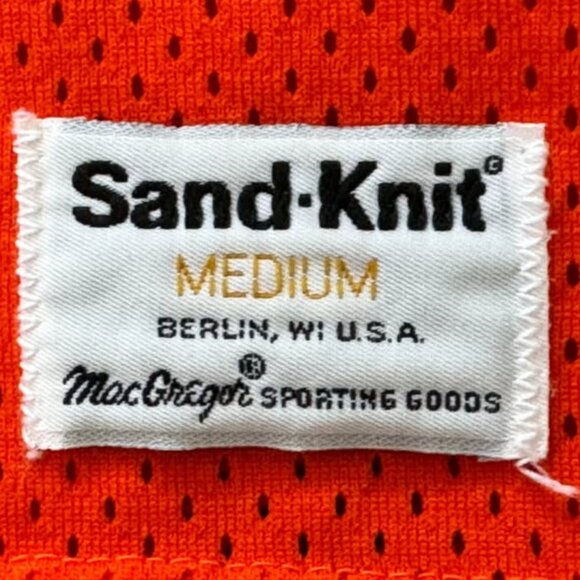 Sand·Knit®
MEDIUM
BERLIN, WI U.S.A.
MacGregor® SPORTING GOODS